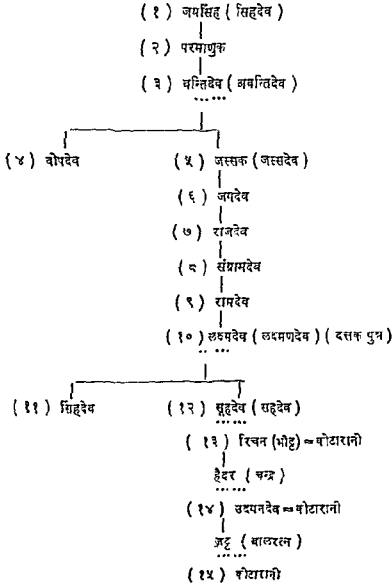 (१) जयसिंह (सिहदेव)
(२) परमाणुक
(३) वन्तिदेव (अवन्तिदेव)
(४) वोपदेव (५) जस्सक (जस्सदेव)
(६) जगदेव
(७) राजदेव
(८) संग्रामदेव
(९) रामदेव
(१०) लक्ष्मदेव (लक्ष्मणदेव) (दत्तक पुत्र)
(११) सिंहदेव (१२) सूहदेव (सहदेव)
(१३) रिंचन (भौट्ट) = कोटारानी
हैदर (चन्द्र)
(१४) उदयनदेव = कोटारानी
जट्ट (बालरत्न)
(१५) कोटारानी